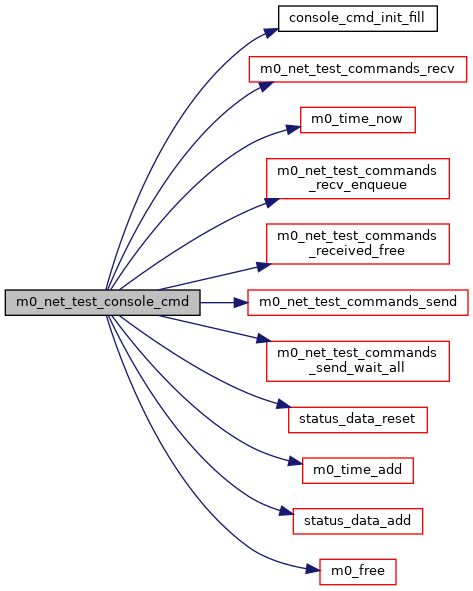 console_cmd_init_fill
m0_net_test_commands_recv
m0_time_now
m0_net_test_commands
_recv_enqueue
m0_net_test_commands
_received_free
m0_net_test_console_cmd
m0_net_test_commands_send
m0_net_test_commands
_send_wait_all
status_data_reset
m0_time_add
status_data_add
m0_free